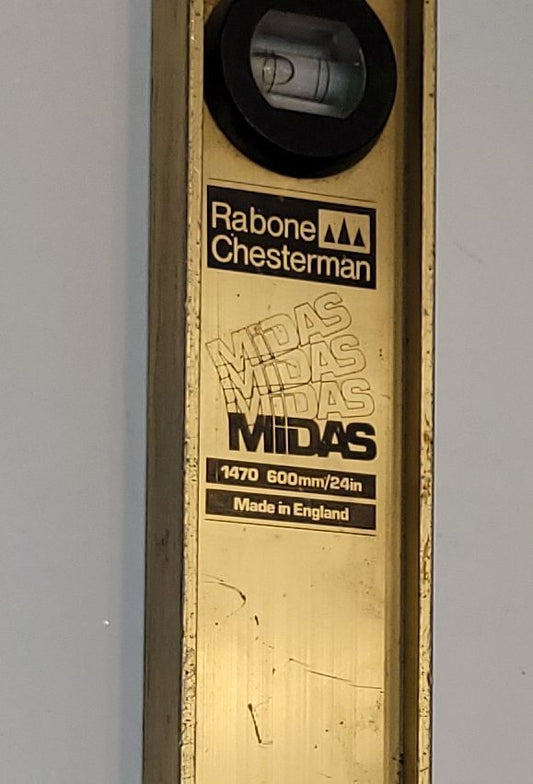 Rabone
Chesterman
MiDAS
MiDAS
MiDAS
MiDAS
1470 600mm/24in
Made in England